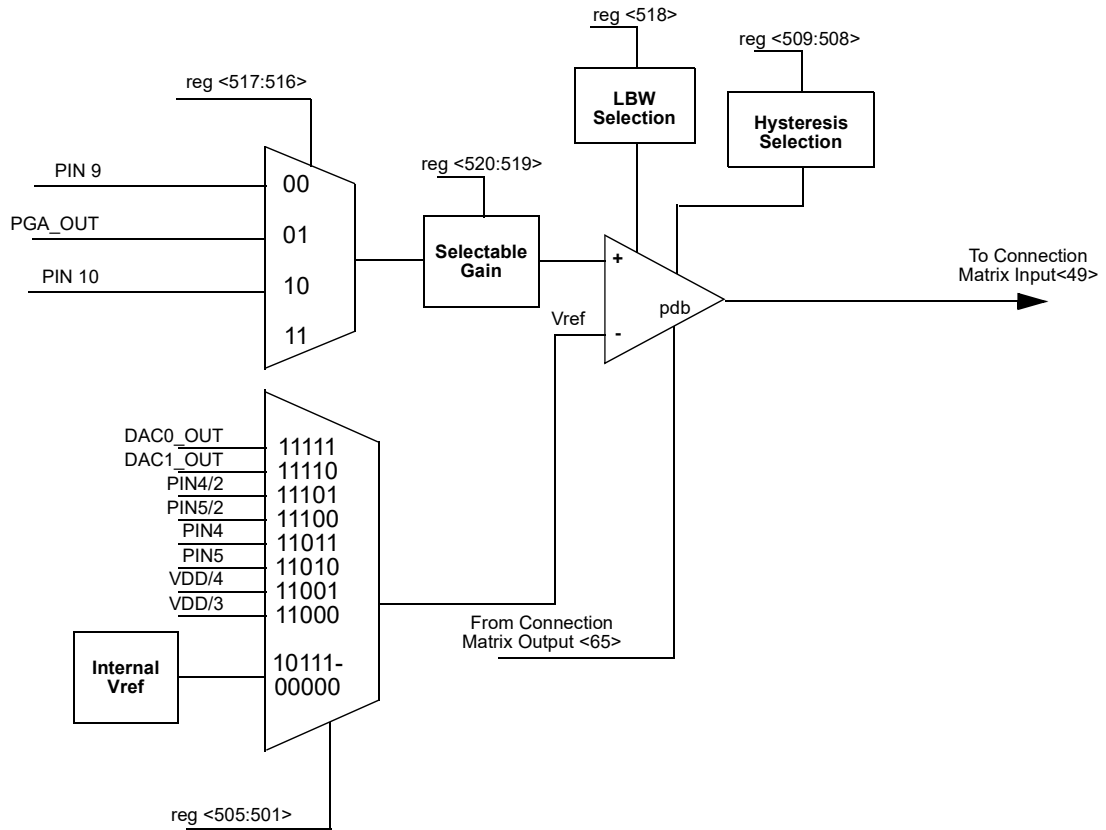 reg <518>
reg <509:508>
reg <517:516>
LBW
Selection
Hysteresis
Selection
PIN 9
00
reg <520:519>
PGA_OUT
01
Selectable
Gain
+
To Connection
Matrix Input<49>
PIN 10
10
pdb
11
Vref
-
DAC0_OUT
11111
DAC1_OUT
11110
PIN4/2
11101
PIN5/2
11100
PIN4
11011
PIN5
11010
VDD/4
11001
VDD/3
11000
From Connection
Matrix Output <65>
Internal
Vref
10111-
00000
reg <505:501>